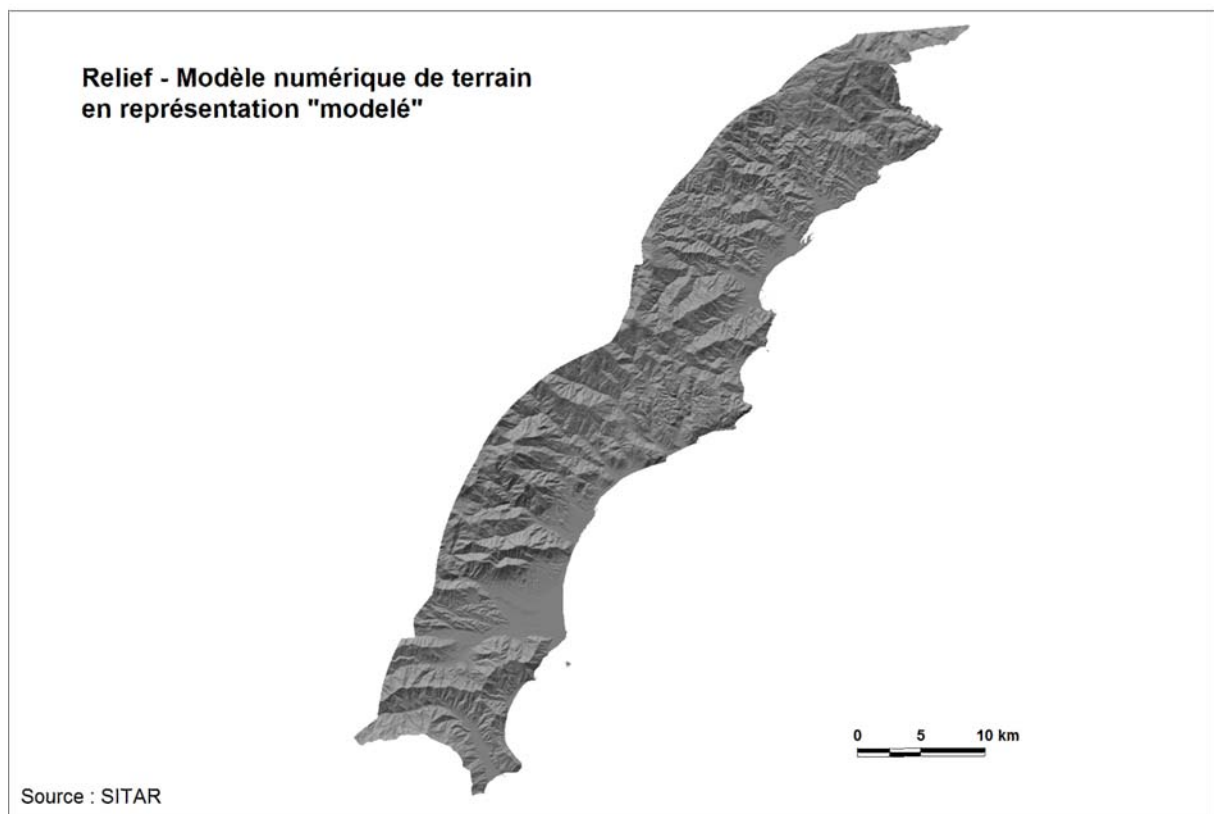 Relief - Modèle numérique de terrain
en représentation "modelé"
0 5 10 km
Source : SITAR